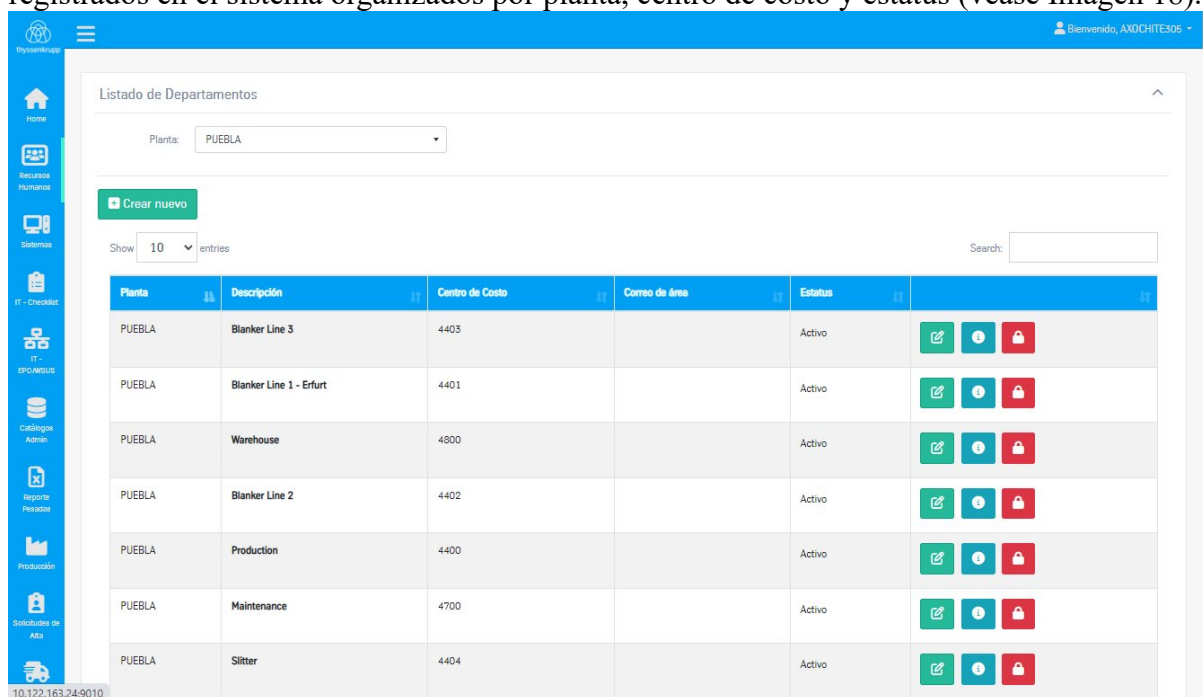 registrados en el sistema organizados por planta, centro de costo y estatus (véase Imagen 18).
thyssenkrupp
Bienvenido, AXOCHITE305
Home
Recursos
Humanos
Sistemas
IT - Checklist
IT -
EPO/WSUS
Catálogos
Admin
Reporte
Pesadas
Producción
Solicitudes de
Alta
Listado de Departamentos
Planta: PUEBLA
Crear nuevo
Show 10 entries
Search:
Planta Descripción Centro de Costo Correo de área Estatus
PUEBLA Blanker Line 3 4403 Activo
PUEBLA Blanker Line 1 - Erfurt 4401 Activo
PUEBLA Warehouse 4800 Activo
PUEBLA Blanker Line 2 4402 Activo
PUEBLA Production 4400 Activo
PUEBLA Maintenance 4700 Activo
PUEBLA Slitter 4404 Activo
10.122.163.24:9010